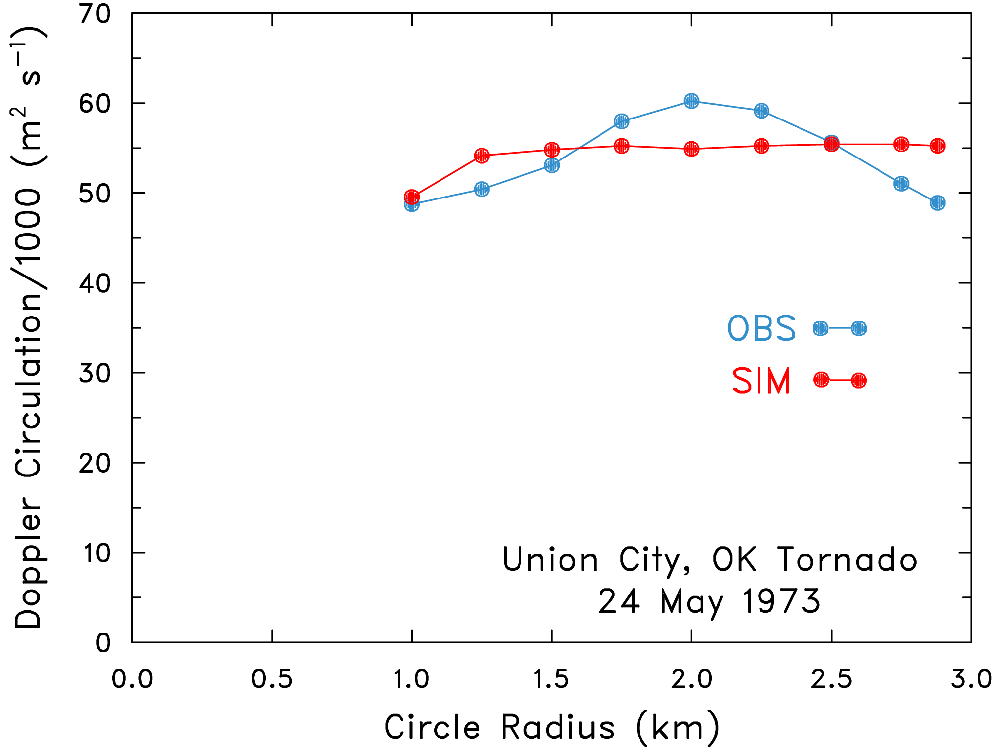 Doppler Circulation/1000 (m² s⁻¹)
70
60
50
40
30
20
10
0
OBS
SIM
Union City, OK Tornado
24 May 1973
0.0 0.5 1.0 1.5 2.0 2.5 3.0
Circle Radius (km)